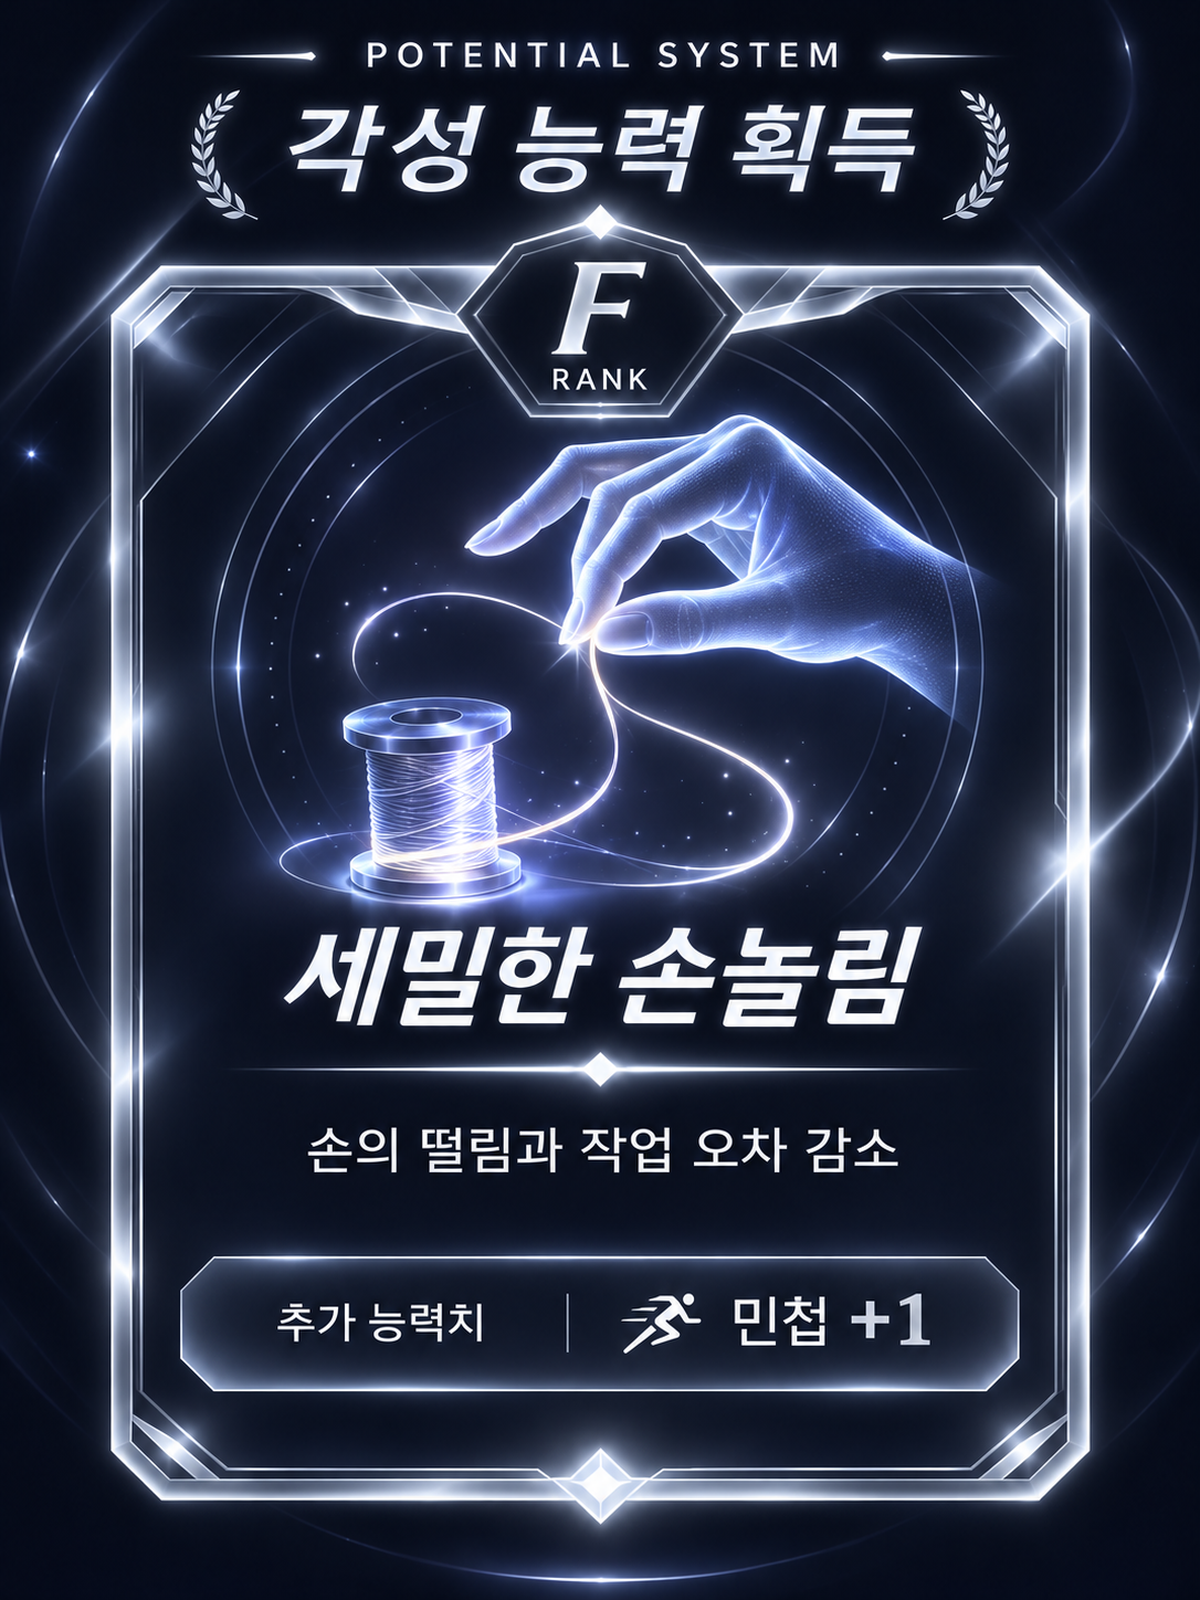 POTENTIAL SYSTEM
각성 능력 획득
F
RANK
세밀한 손놀림
손의 떨림과 작업 오차 감소
추가 능력치 민첩 +1